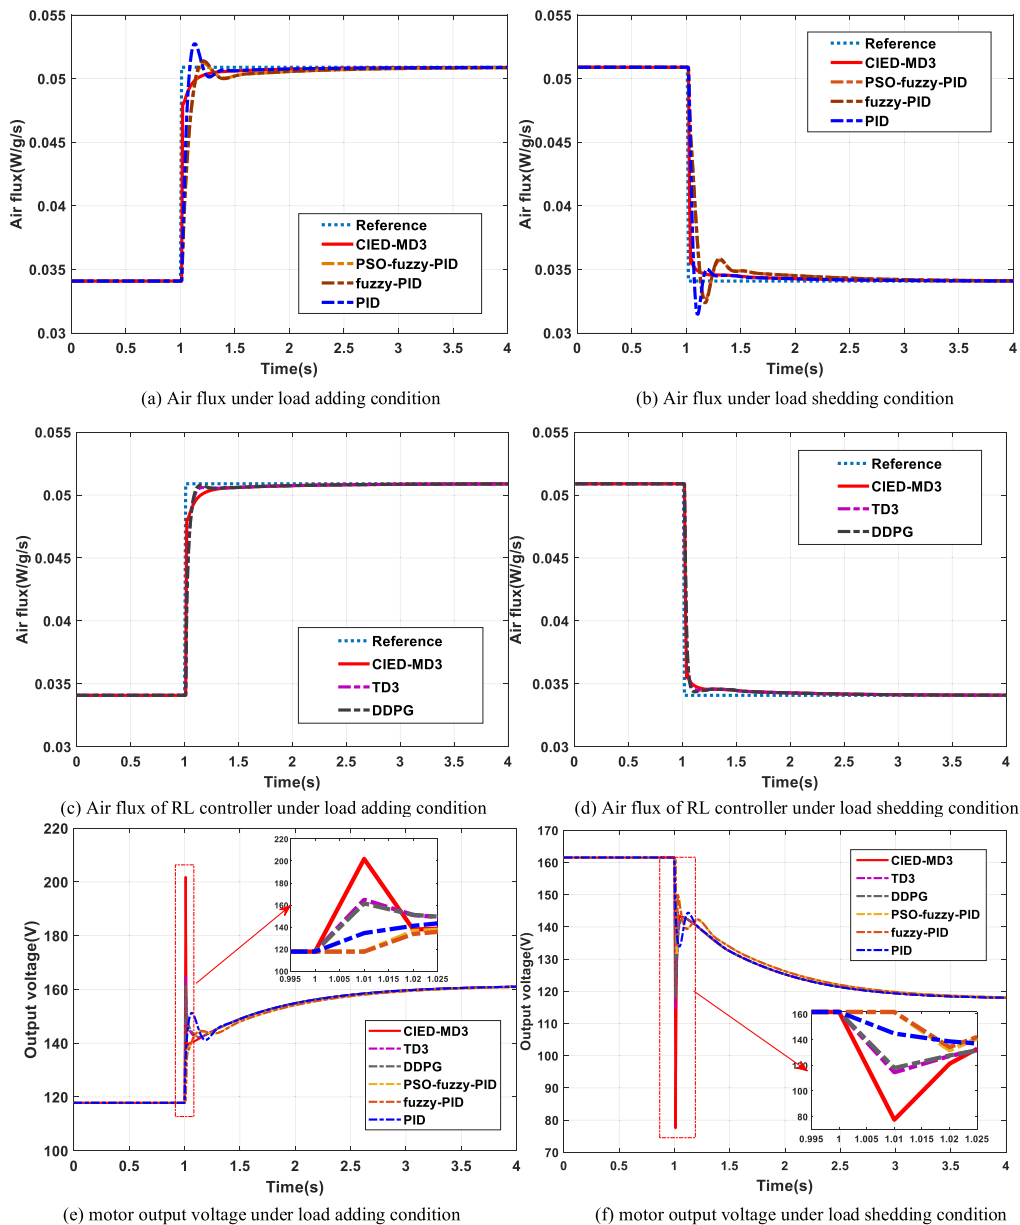 0.055
0.05
0.045
0.04
0.035
0.03
Air flux(W/g/s)
Reference
CIED-MD3
PSO-fuzzy-PID
fuzzy-PID
PID
0 0.5 1 1.5 2 2.5 3 3.5 4
Time(s)
(a) Air flux under load adding condition
0.055
0.05
0.045
0.04
0.035
0.03
Air flux(W/g/s)
Reference
CIED-MD3
PSO-fuzzy-PID
fuzzy-PID
PID
0 0.5 1 1.5 2 2.5 3 3.5 4
Time(s)
(b) Air flux under load shedding condition
0.055
0.05
0.045
0.04
0.035
0.03
Air flux(W/g/s)
Reference
CIED-MD3
TD3
DDPG
0 0.5 1 1.5 2 2.5 3 3.5 4
Time(s)
(c) Air flux of RL controller under load adding condition
0.055
0.05
0.045
0.04
0.035
0.03
Air flux(W/g/s)
Reference
CIED-MD3
TD3
DDPG
0 0.5 1 1.5 2 2.5 3 3.5 4
Time(s)
(d) Air flux of RL controller under load shedding condition
220
200
180
160
140
120
100
Output voltage(V)
220
200
180
160
140
120
100
0.995 1 1.005 1.01 1.015 1.02 1.025
CIED-MD3
TD3
DDPG
PSO-fuzzy-PID
fuzzy-PID
PID
0 0.5 1 1.5 2 2.5 3 3.5 4
Time(s)
(e) motor output voltage under load adding condition
170
160
150
140
130
120
110
100
90
80
70
Output voltage(V)
CIED-MD3
TD3
DDPG
PSO-fuzzy-PID
fuzzy-PID
PID
160
140
120
100
80
0.995 1 1.005 1.01 1.015 1.02 1.025
0 0.5 1 1.5 2 2.5 3 3.5 4
Time(s)
(f) motor output voltage under load shedding condition